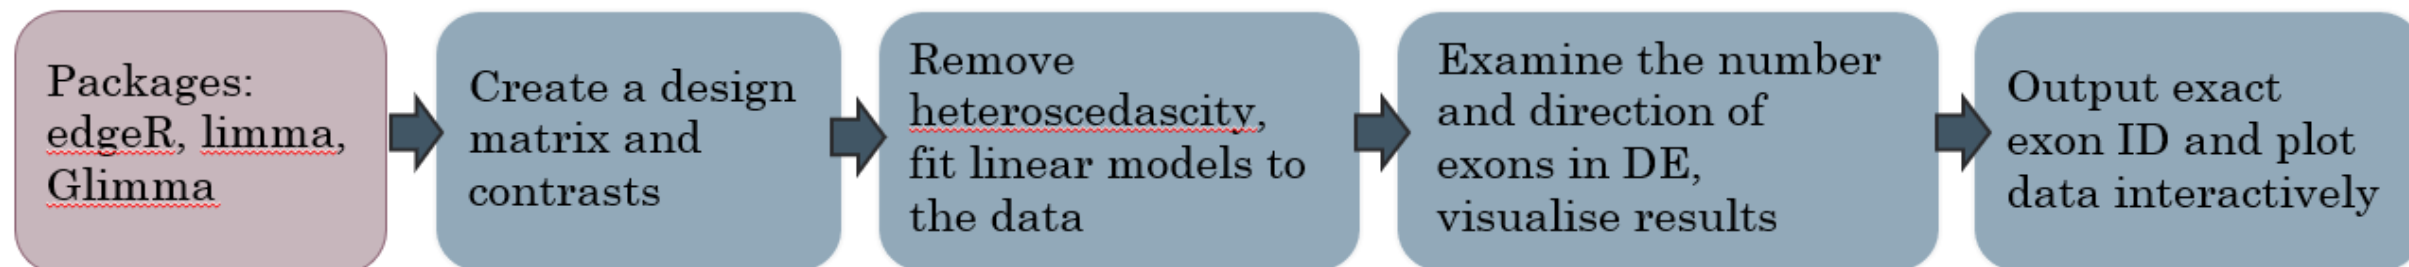 Packages:
edgeR, limma,
Glimma
Create a design
matrix and
contrasts
Remove
heteroscedascity,
fit linear models to
the data
Examine the number
and direction of
exons in DE,
visualise results
Output exact
exon ID and plot
data interactively